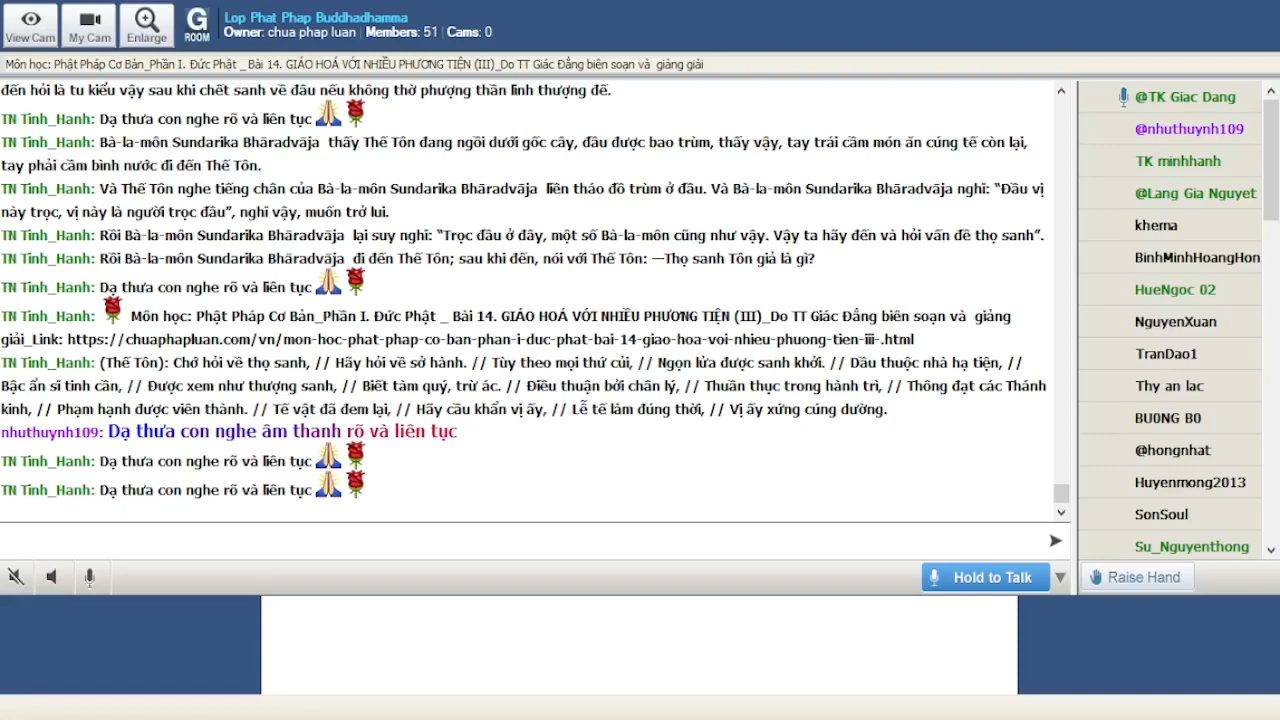 View Cam
My Cam
Enlarge
G
ROOM
Lop Phat Phap Buddhadhamma
Owner: chua phap luan | Members: 51 | Cams: 0
Môn học: Phật Pháp Cơ Bản_Phần I. Đức Phật _ Bài 14. GIÁO HOÁ VỚI NHIỀU PHƯƠNG TIỆN (III)_Do TT Giác Đẳng biên soạn và giảng giải
đến hỏi là tu kiểu vậy sau khi chết sanh về đâu nếu không thờ phượng thần linh thượng đế.
TN Tinh_Hanh: Dạ thưa con nghe rõ và liên tục
TN Tinh_Hanh: Bà-la-môn Sundarika Bhāradvāja thấy Thế Tôn đang ngồi dưới gốc cây, đầu được bao trùm, thấy vậy, tay trái cầm món ăn cúng tế còn lại,
tay phải cầm bình nước đi đến Thế Tôn.
TN Tinh_Hanh: Và Thế Tôn nghe tiếng chân của Bà-la-môn Sundarika Bhāradvāja liền tháo đồ trùm ở đầu. Và Bà-la-môn Sundarika Bhāradvāja nghĩ: “Đầu vị
này trọc, vị này là người trọc đầu”, nghĩ vậy, muốn trở lui.
TN Tinh_Hanh: Rồi Bà-la-môn Sundarika Bhāradvāja lại suy nghĩ: “Trọc đầu ở đây, một số Bà-la-môn cũng như vậy. Vậy ta hãy đến và hỏi vấn đề thọ sanh”.
TN Tinh_Hanh: Rồi Bà-la-môn Sundarika Bhāradvāja đi đến Thế Tôn; sau khi đến, nói với Thế Tôn: —Thọ sanh Tôn giả là gì?
TN Tinh_Hanh: Dạ thưa con nghe rõ và liên tục
TN Tinh_Hanh: Môn học: Phật Pháp Cơ Bản_Phần I. Đức Phật _ Bài 14. GIÁO HOÁ VỚI NHIỀU PHƯƠNG TIỆN (III)_Do TT Giác Đẳng biên soạn và giảng
giải_Link: https://chuaphapluan.com/vn/mon-hoc-phat-phap-co-ban-phan-i-duc-phat-bai-14-giao-hoa-voi-nhieu-phuong-tien-iii-.html
TN Tinh_Hanh: (Thế Tôn): Chớ hỏi về thọ sanh, // Hãy hỏi về sở hành. // Tùy theo mọi thứ củi, // Ngọn lửa được sanh khởi. // Dầu thuộc nhà hạ tiện, //
Bậc ẩn sĩ tinh cần, // Được xem như thượng sanh, // Biết tàm quý, trừ ác. // Điều thuận bởi chân lý, // Thuần thục trong hành trì, // Thông đạt các Thánh
kinh, // Phạm hạnh được viên thành. // Tế vật đã đem lại, // Hãy cầu khẩn vị ấy, // Lễ tế làm đúng thời, // Vị ấy xứng cúng dường.
nhuthuynh109: Dạ thưa con nghe âm thanh rõ và liên tục
TN Tinh_Hanh: Dạ thưa con nghe rõ và liên tục
TN Tinh_Hanh: Dạ thưa con nghe rõ và liên tục
Hold to Talk
@TK Giac Dang
@nhuthuynh109
TK minhhanh
@Lang Gia Nguyet
khema
BinhMinhHoangHon
HueNgoc 02
NguyenXuan
TranDao1
Thy an lac
BU0NG B0
@hongnhat
Huyenmong2013
SonSoul
Su_Nguyenthong
Raise Hand